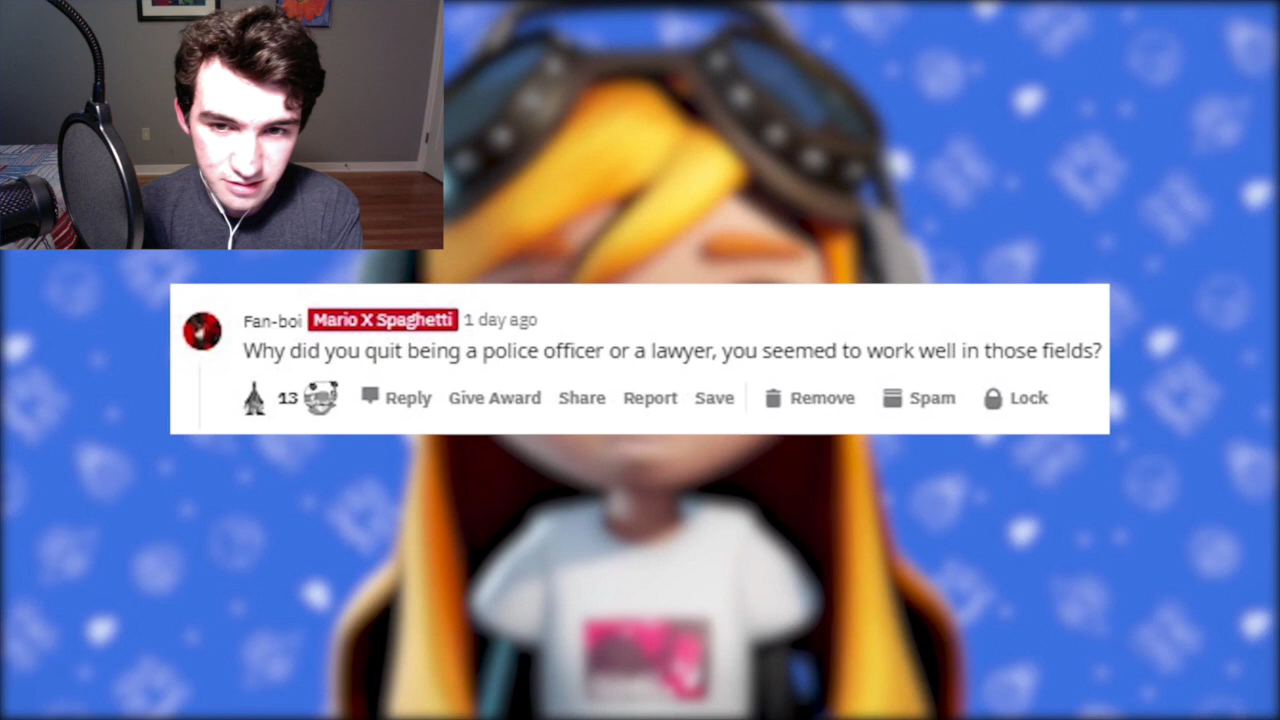 Fan-boi Mario X Spaghetti 1 day ago
Why did you quit being a police officer or a lawyer, you seemed to work well in those fields?
13 Reply Give Award Share Report Save Remove Spam Lock